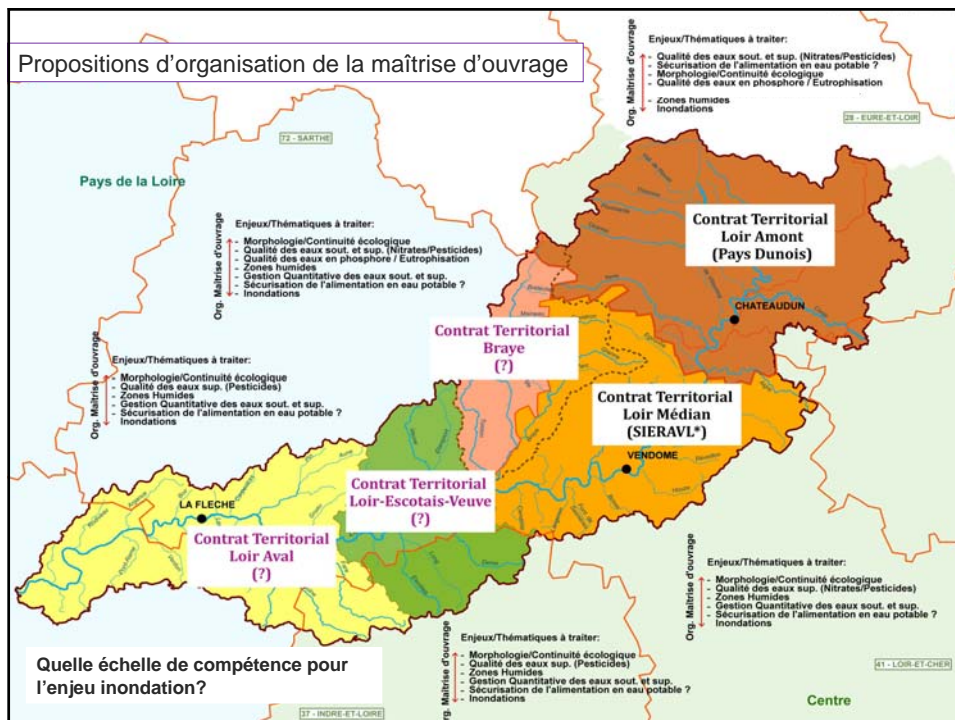 Propositions d'organisation de la maîtrise d'ouvrage
Org. Maîtrise d'ouvrage
Enjeux/Thématiques à traiter:
- Qualité des eaux sout. et sup. (Nitrates/Pesticides)
- Sécurisation de l'alimentation en eau potable ?
- Morphologie/Continuité écologique
- Qualité des eaux en phosphore / Eutrophisation
- Zones humides
Inondations
28 - EURE-ET-LOIR
72 - SARTHE
Pays de la Loire
Org. Maîtrise d'ouvrage
Enjeux/Thématiques à traiter:
- Morphologie/Continuité écologique
- Qualité des eaux sout. et sup. (Nitrates/Pesticides)
- Qualité des eaux en phosphore / Eutrophisation
- Zones humides
- Gestion Quantitative des eaux sout. et sup.
- Sécurisation de l'alimentation en eau potable ?
- Inondations
Contrat Territorial
Loir Amont
(Pays Dunois)
CHATEAUDUN
Contrat Territorial
Braye
(?)
Org. Maîtrise d'ouvrage
Enjeux/Thématiques à traiter:
- Morphologie/Continuité écologique
- Qualité des eaux sup. (Pesticides)
- Zones Humides
- Gestion Quantitative des eaux sout. et sup.
- Sécurisation de l'alimentation en eau potable ?
Inondations
Contrat Territorial
Loir Médian
(SIERAVL*)
VENDOME
Contrat Territorial
Loir-Escotais-Veuve
(?)
LA FLECHE
Contrat Territorial
Loir Aval
(?)
Org. Maîtrise d'ouvrage
Enjeux/Thématiques à traiter:
- Morphologie/Continuité écologique
- Qualité des eaux sup. (Nitrates/Pesticides)
- Zones Humides
- Gestion Quantitative des eaux sout. et sup.
- Sécurisation de l'alimentation en eau potable ?
- Inondations
Org. Maîtrise d'ouvrage
Enjeux/Thématiques à traiter:
- Morphologie/Continuité écologique
- Qualité des eaux sup. (Pesticides)
- Zones Humides
- Gestion Quantitative des eaux sout. et sup.
- Sécurisation de l'alimentation en eau potable ?
- Inondations
Quelle échelle de compétence pour
l'enjeu inondation?
41 - LOIR-ET-CHER
Centre
37 - INDRE-ET-LOIRE